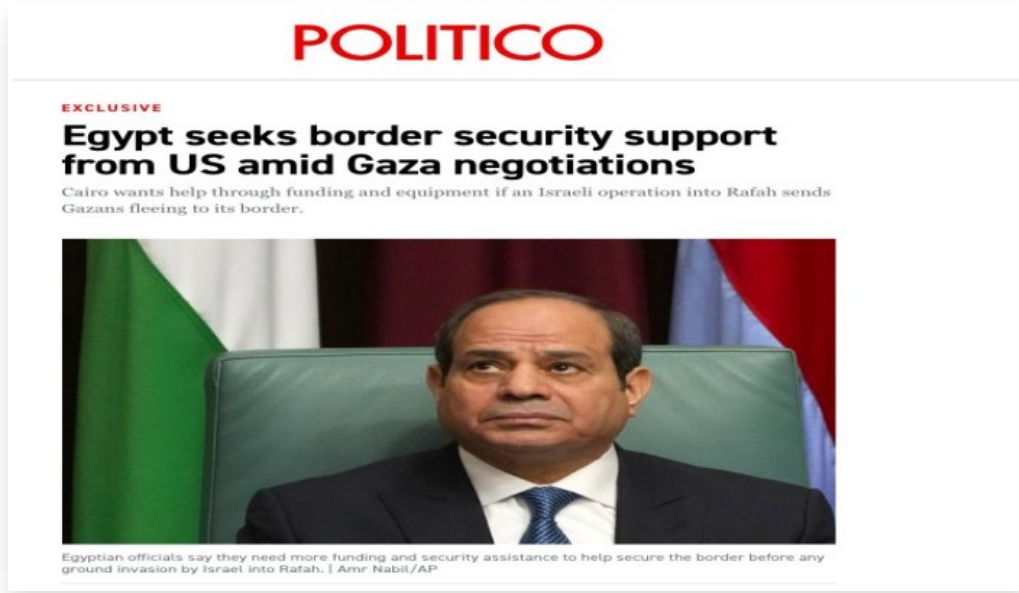 POLITICO
EXCLUSIVE
Egypt seeks border security support
from US amid Gaza negotiations
Cairo wants help through funding and equipment if an Israeli operation into Rafah sends
Gazans fleeing to its border.
Egyptian officials say they need more funding and security assistance to help secure the border before any
ground invasion by Israel into Rafah. | Amr Nabil/AP